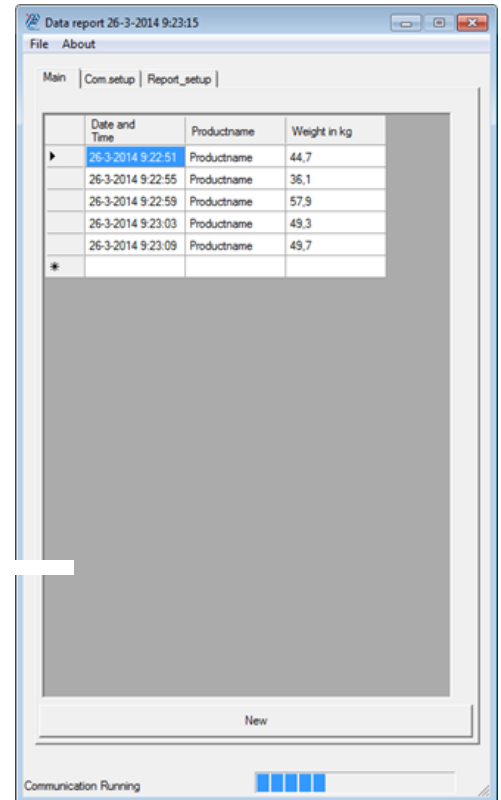 Data report 26-3-2014 9:23:15
File About
Main Com.setup Report_setup
Date and
Time Productname Weight in kg
26-3-2014 9:22:51 Productname 44,7
26-3-2014 9:22:55 Productname 36,1
26-3-2014 9:22:59 Productname 57,9
26-3-2014 9:23:03 Productname 49,3
26-3-2014 9:23:09 Productname 49,7
New
Communication Running